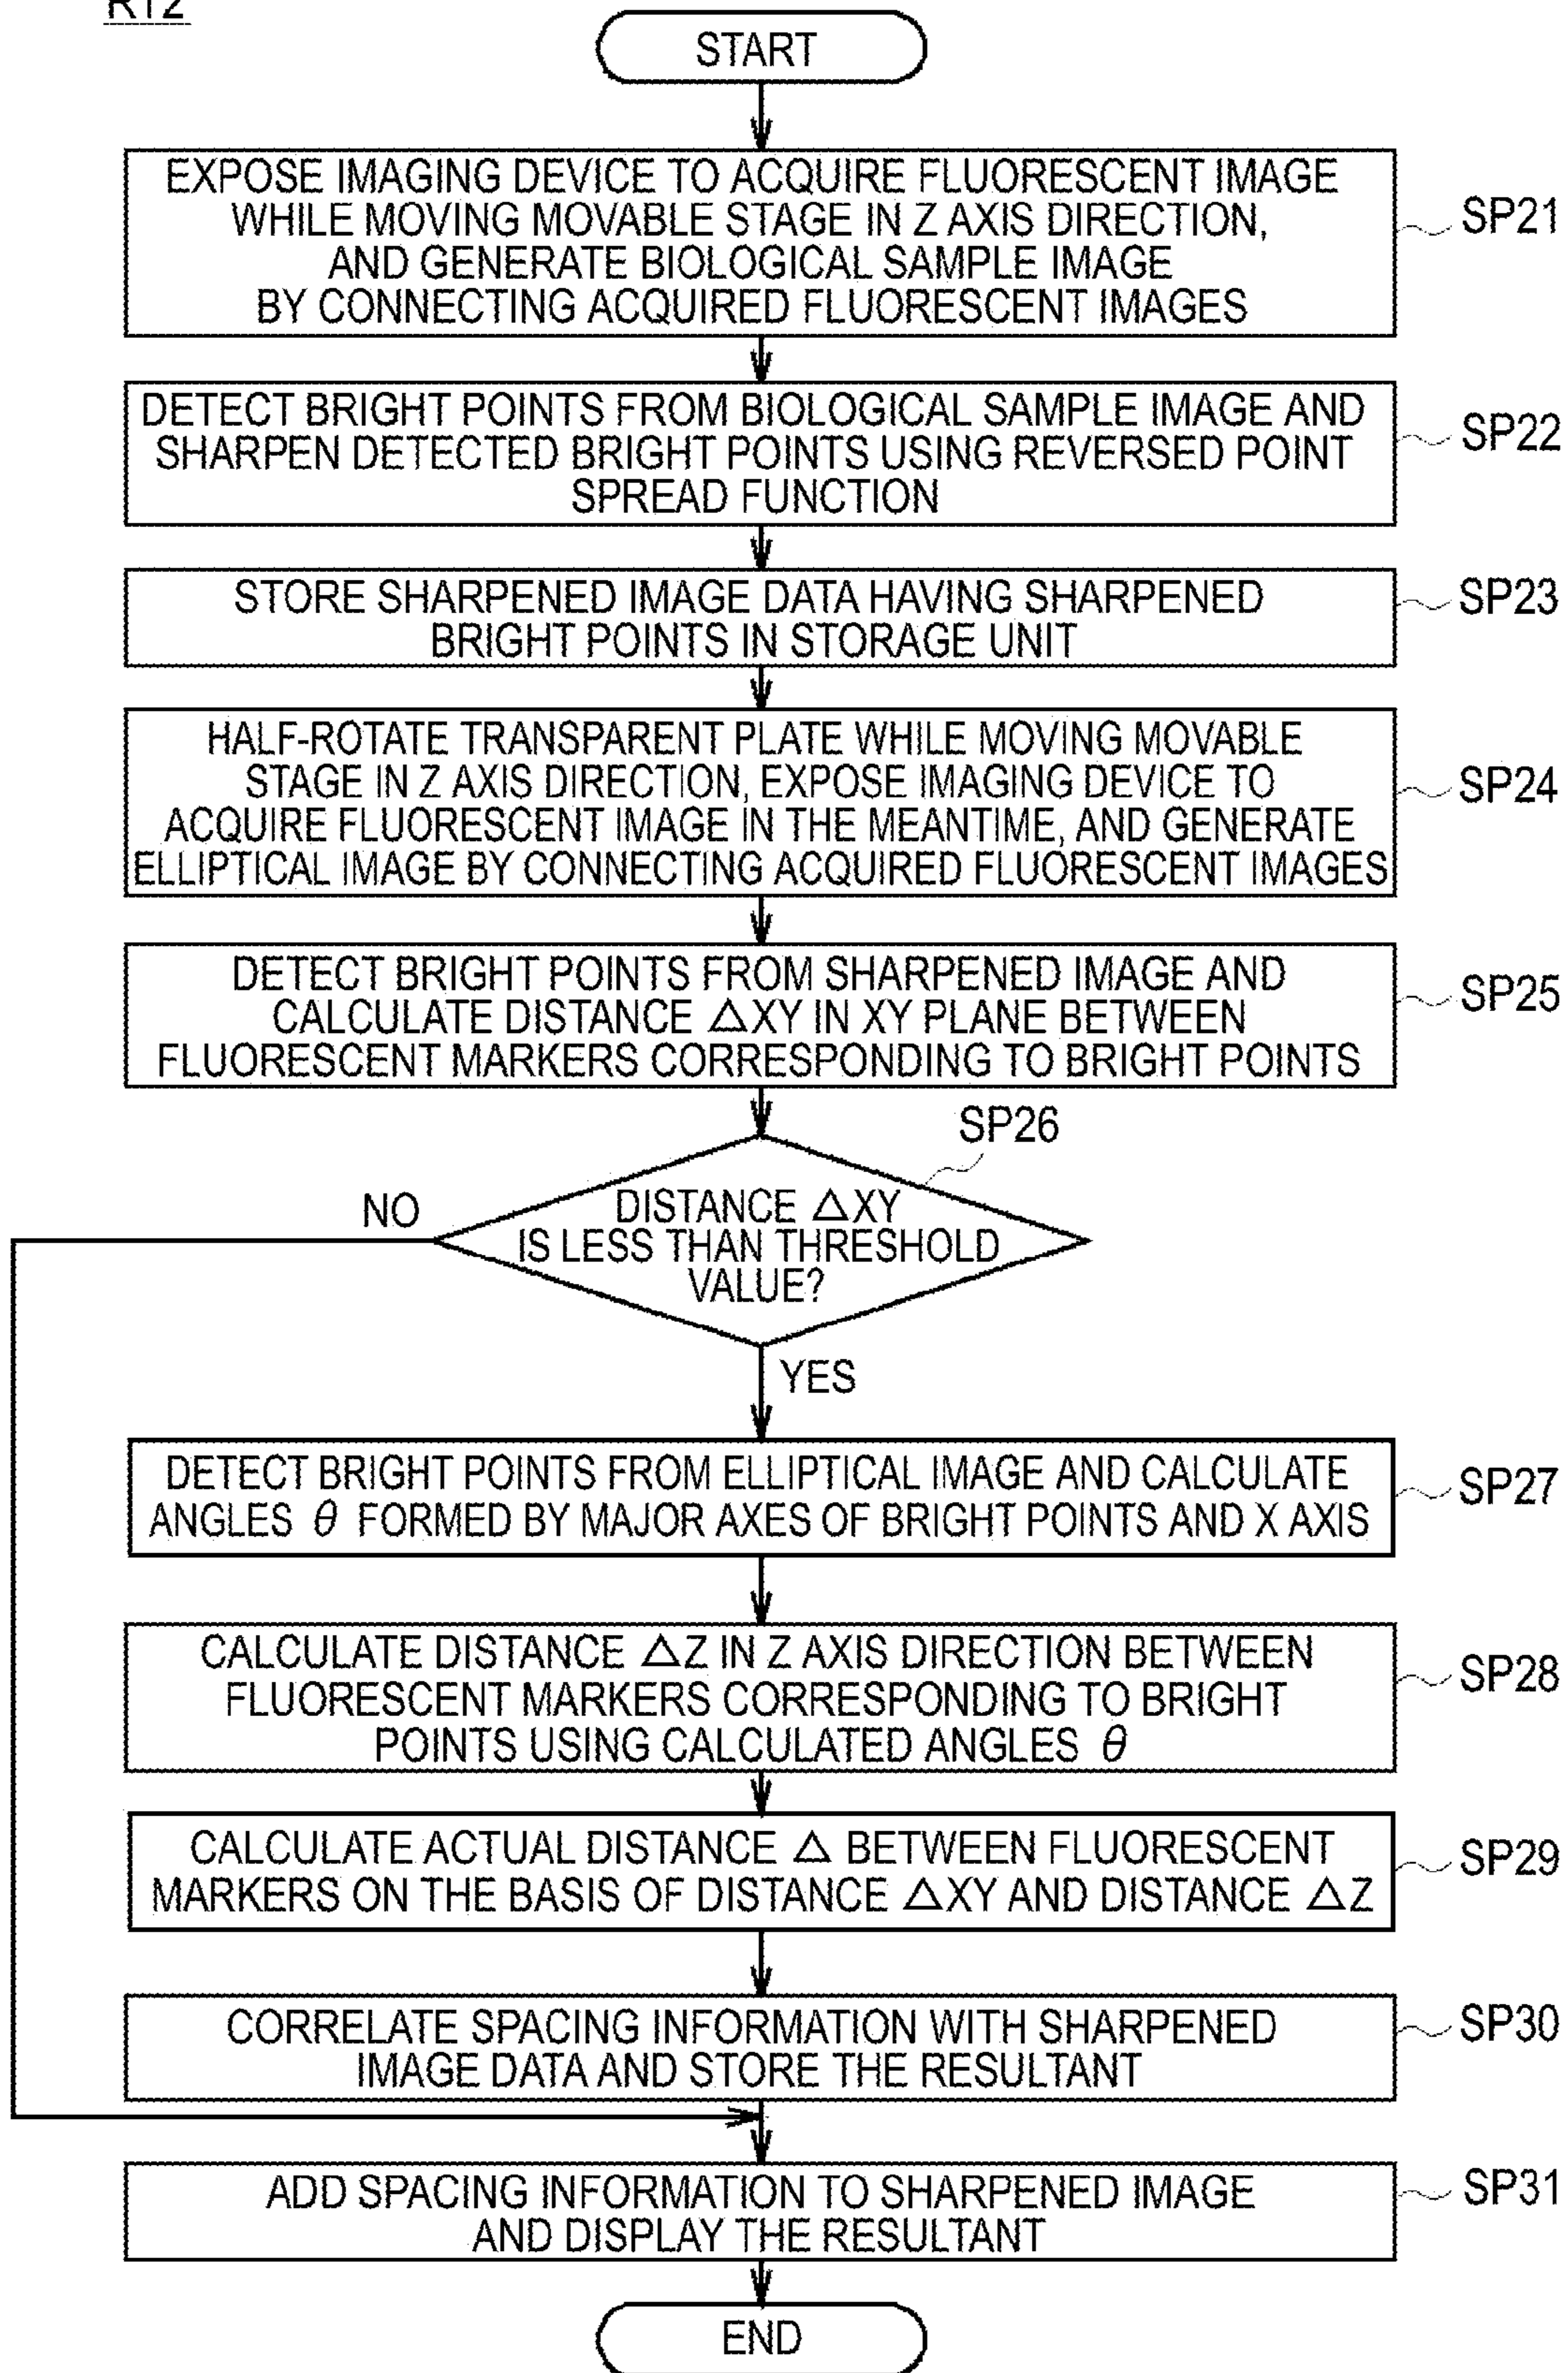 RT2
START
EXPOSE IMAGING DEVICE TO ACQUIRE FLUORESCENT IMAGE
WHILE MOVING MOVABLE STAGE IN Z AXIS DIRECTION,
AND GENERATE BIOLOGICAL SAMPLE IMAGE
BY CONNECTING ACQUIRED FLUORESCENT IMAGES
SP21
DETECT BRIGHT POINTS FROM BIOLOGICAL SAMPLE IMAGE AND
SHARPEN DETECTED BRIGHT POINTS USING REVERSED POINT
SPREAD FUNCTION
SP22
STORE SHARPENED IMAGE DATA HAVING SHARPENED
BRIGHT POINTS IN STORAGE UNIT
SP23
HALF-ROTATE TRANSPARENT PLATE WHILE MOVING MOVABLE
STAGE IN Z AXIS DIRECTION, EXPOSE IMAGING DEVICE TO
ACQUIRE FLUORESCENT IMAGE IN THE MEANTIME, AND GENERATE
ELLIPTICAL IMAGE BY CONNECTING ACQUIRED FLUORESCENT IMAGES
SP24
DETECT BRIGHT POINTS FROM SHARPENED IMAGE AND
CALCULATE DISTANCE △XY IN XY PLANE BETWEEN
FLUORESCENT MARKERS CORRESPONDING TO BRIGHT POINTS
SP25
SP26
DISTANCE △XY
IS LESS THAN THRESHOLD
VALUE?
NO
YES
DETECT BRIGHT POINTS FROM ELLIPTICAL IMAGE AND CALCULATE
ANGLES θ FORMED BY MAJOR AXES OF BRIGHT POINTS AND X AXIS
SP27
CALCULATE DISTANCE △Z IN Z AXIS DIRECTION BETWEEN
FLUORESCENT MARKERS CORRESPONDING TO BRIGHT
POINTS USING CALCULATED ANGLES θ
SP28
CALCULATE ACTUAL DISTANCE △ BETWEEN FLUORESCENT
MARKERS ON THE BASIS OF DISTANCE △XY AND DISTANCE △Z
SP29
CORRELATE SPACING INFORMATION WITH SHARPENED
IMAGE DATA AND STORE THE RESULTANT
SP30
ADD SPACING INFORMATION TO SHARPENED IMAGE
AND DISPLAY THE RESULTANT
SP31
END